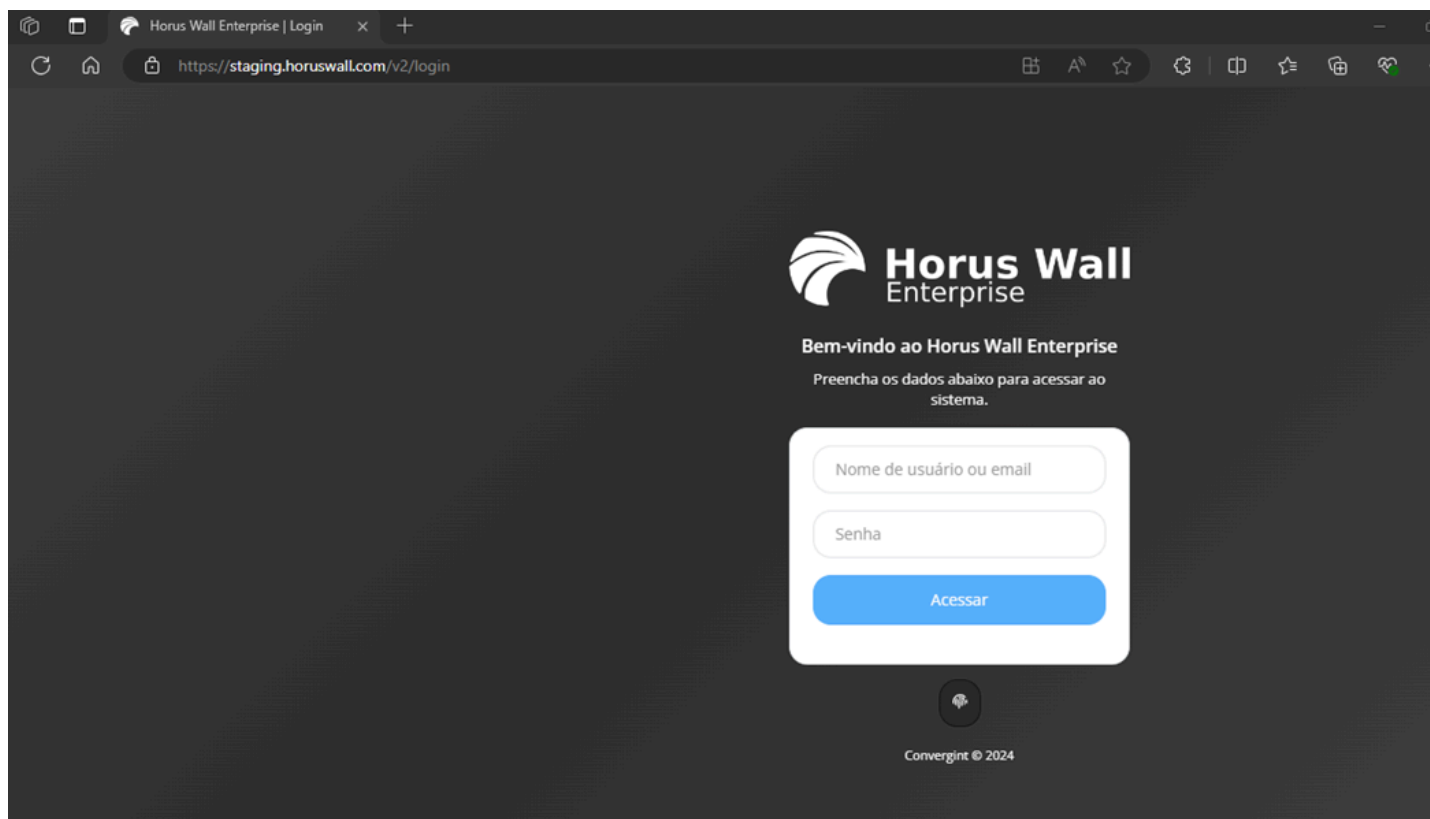 Horus Wall Enterprise | Login
https://staging.horuswall.com/v2/login
Horus Wall
Enterprise
Bem-vindo ao Horus Wall Enterprise
Preencha os dados abaixo para acessar ao
sistema.
Nome de usuário ou email
Senha
Acessar
Convergint © 2024